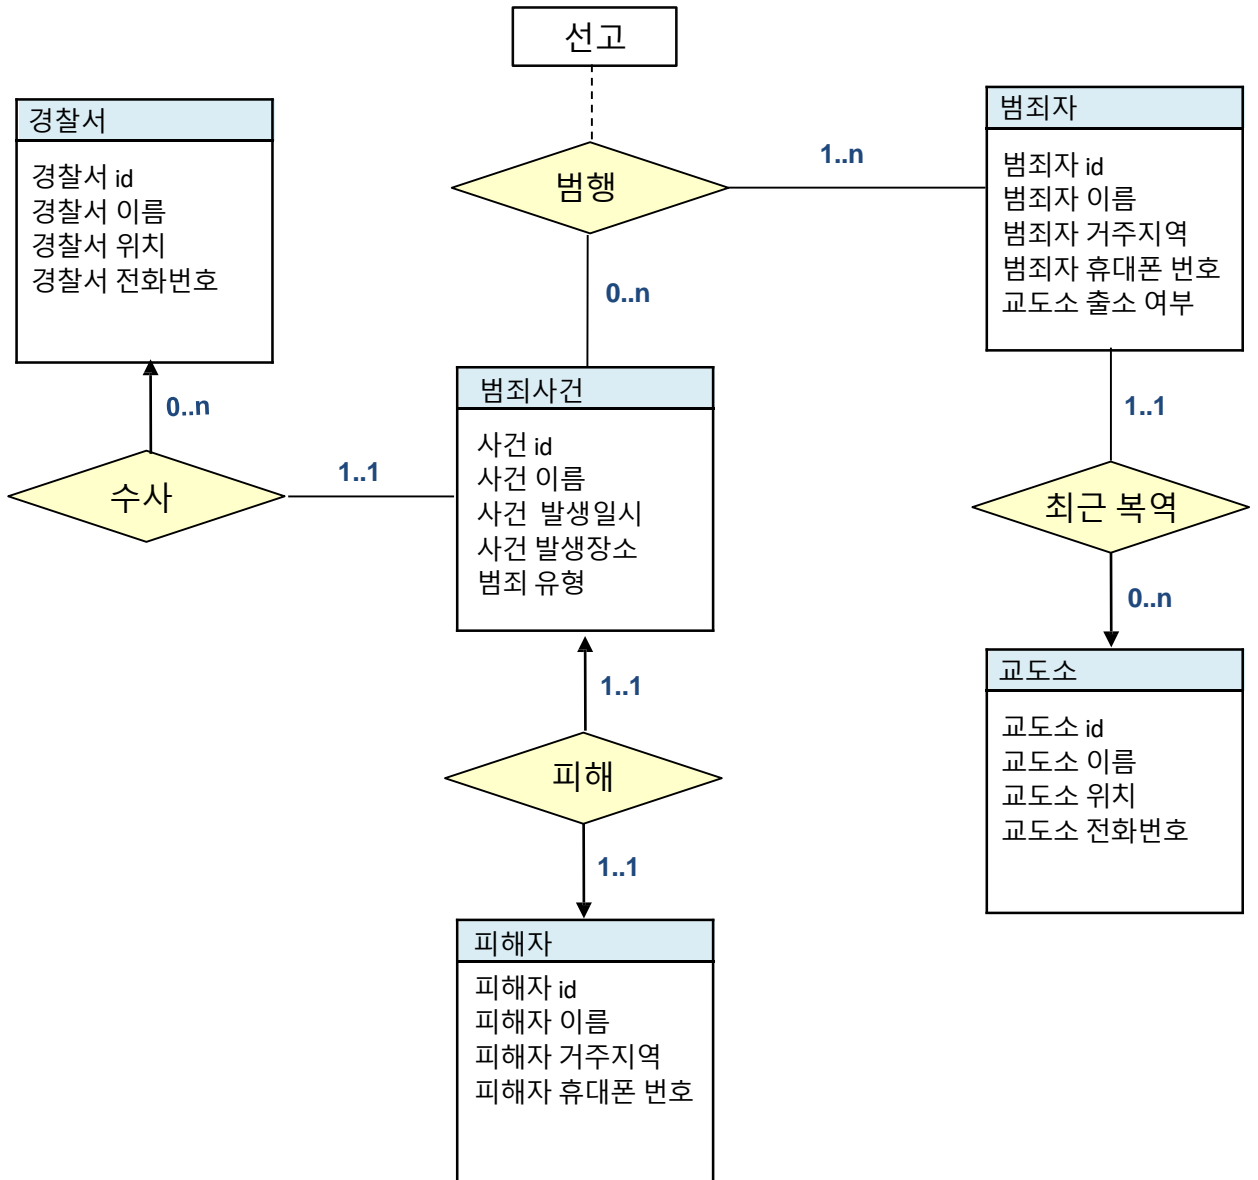 선고
경찰서
경찰서 id
경찰서 이름
경찰서 위치
경찰서 전화번호
범행
1..n
범죄자
범죄자 id
범죄자 이름
범죄자 거주지역
범죄자 휴대폰 번호
교도소 출소 여부
0..n
0..n
수사
1..1
범죄사건
사건 id
사건 이름
사건 발생일시
사건 발생장소
범죄 유형
1..1
최근 복역
0..n
교도소
교도소 id
교도소 이름
교도소 위치
교도소 전화번호
1..1
피해
1..1
피해자
피해자 id
피해자 이름
피해자 거주지역
피해자 휴대폰 번호